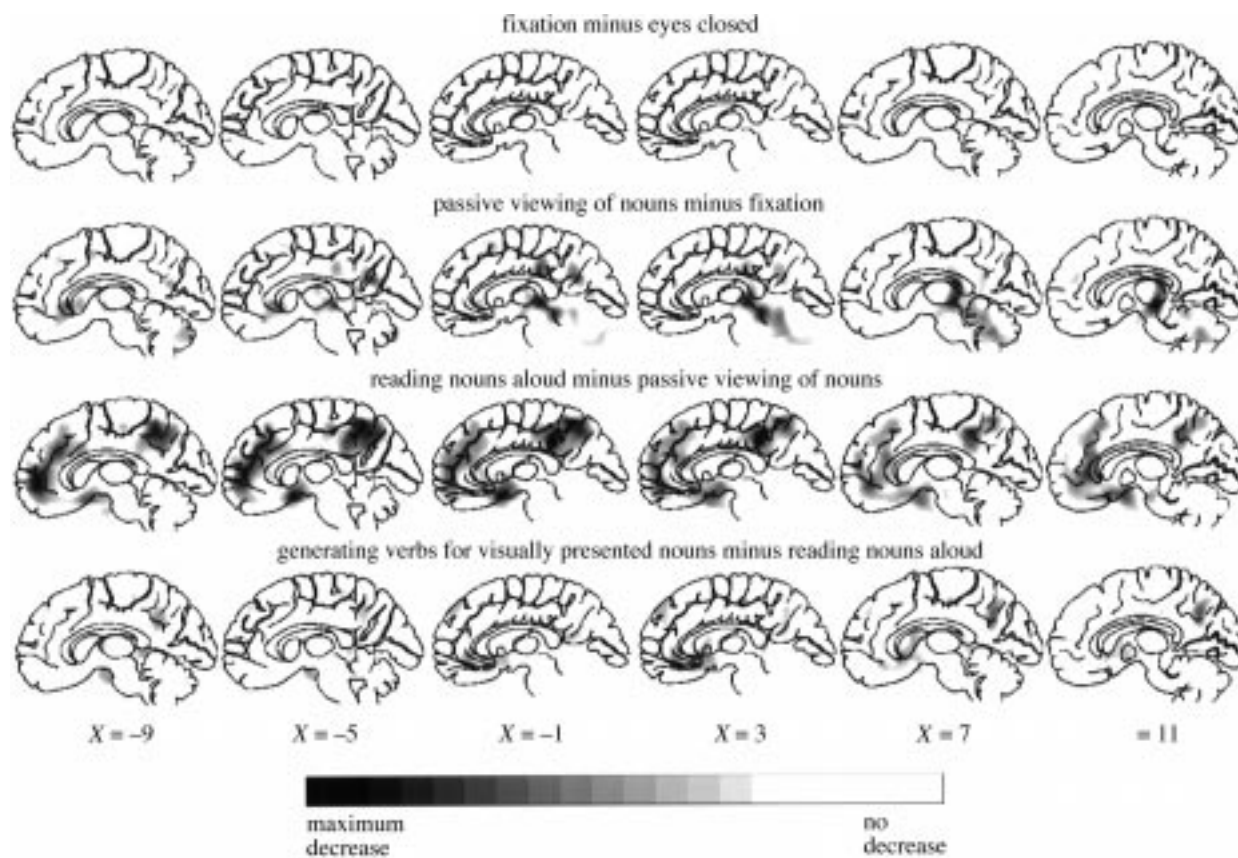 fixation minus eyes closed
passive viewing of nouns minus fixation
reading nouns aloud minus passive viewing of nouns
generating verbs for visually presented nouns minus reading nouns aloud
X = –9 X = –5 X = –1 X = 3 X = 7 = 11
maximum decrease no decrease